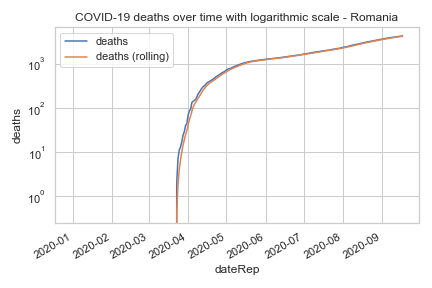 COVID-19 deaths over time with logarithmic scale - Romania
deaths
deaths (rolling)
10³
10²
10¹
10⁰
deaths
2020-01
2020-02
2020-03
2020-04
2020-05
2020-06
2020-07
2020-08
2020-09
dateRep